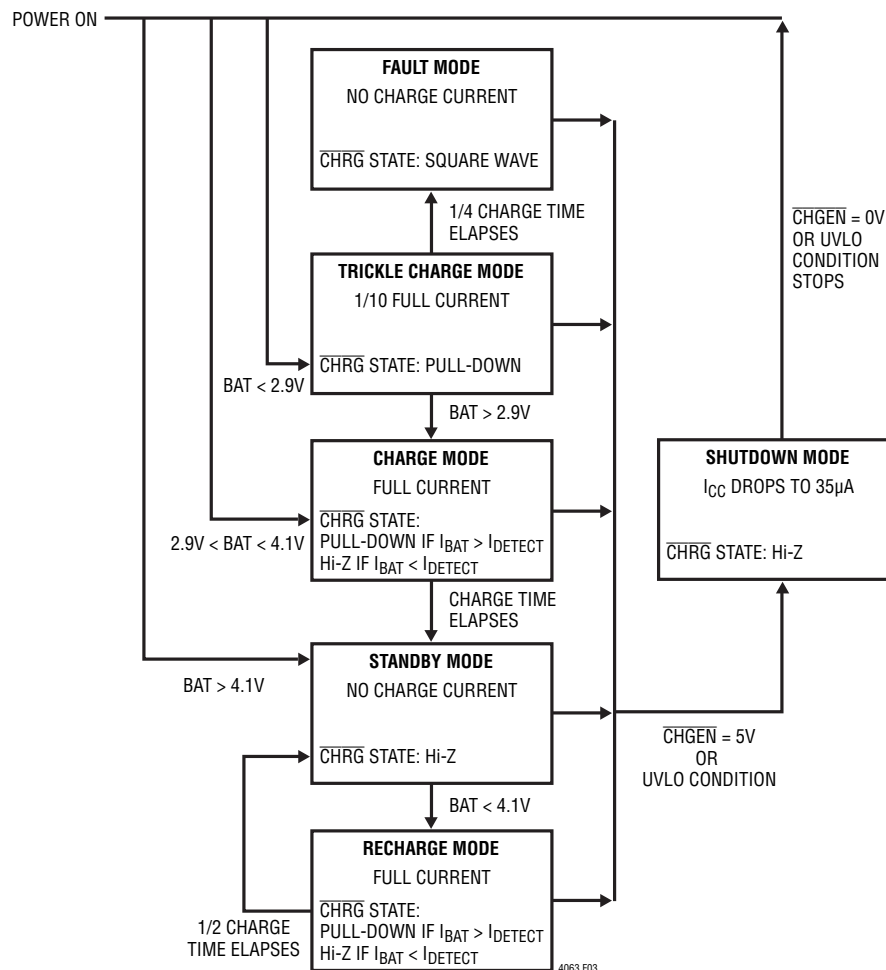 POWER ON
FAULT MODE
NO CHARGE CURRENT
CHRG STATE: SQUARE WAVE
1/4 CHARGE TIME
ELAPSES
TRICKLE CHARGE MODE
1/10 FULL CURRENT
CHRG STATE: PULL-DOWN
BAT < 2.9V
BAT > 2.9V
CHARGE MODE
FULL CURRENT
CHRG STATE:
PULL-DOWN IF IBAT > IDETECT
Hi-Z IF IBAT < IDETECT
2.9V < BAT < 4.1V
CHARGE TIME
ELAPSES
STANDBY MODE
NO CHARGE CURRENT
CHRG STATE: Hi-Z
BAT > 4.1V
BAT < 4.1V
RECHARGE MODE
FULL CURRENT
CHRG STATE:
PULL-DOWN IF IBAT > IDETECT
Hi-Z IF IBAT < IDETECT
1/2 CHARGE
TIME ELAPSES
CHGEN = 0V
OR UVLO
CONDITION
STOPS
SHUTDOWN MODE
ICC DROPS TO 35µA
CHRG STATE: Hi-Z
CHGEN = 5V
OR
UVLO CONDITION
4063 F03